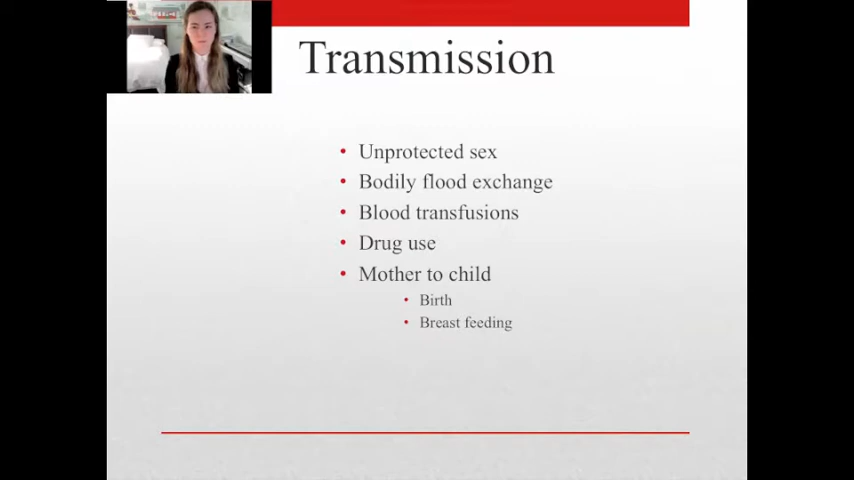 Transmission
Unprotected sex
Bodily flood exchange
Blood transfusions
Drug use
Mother to child
Birth
Breast feeding